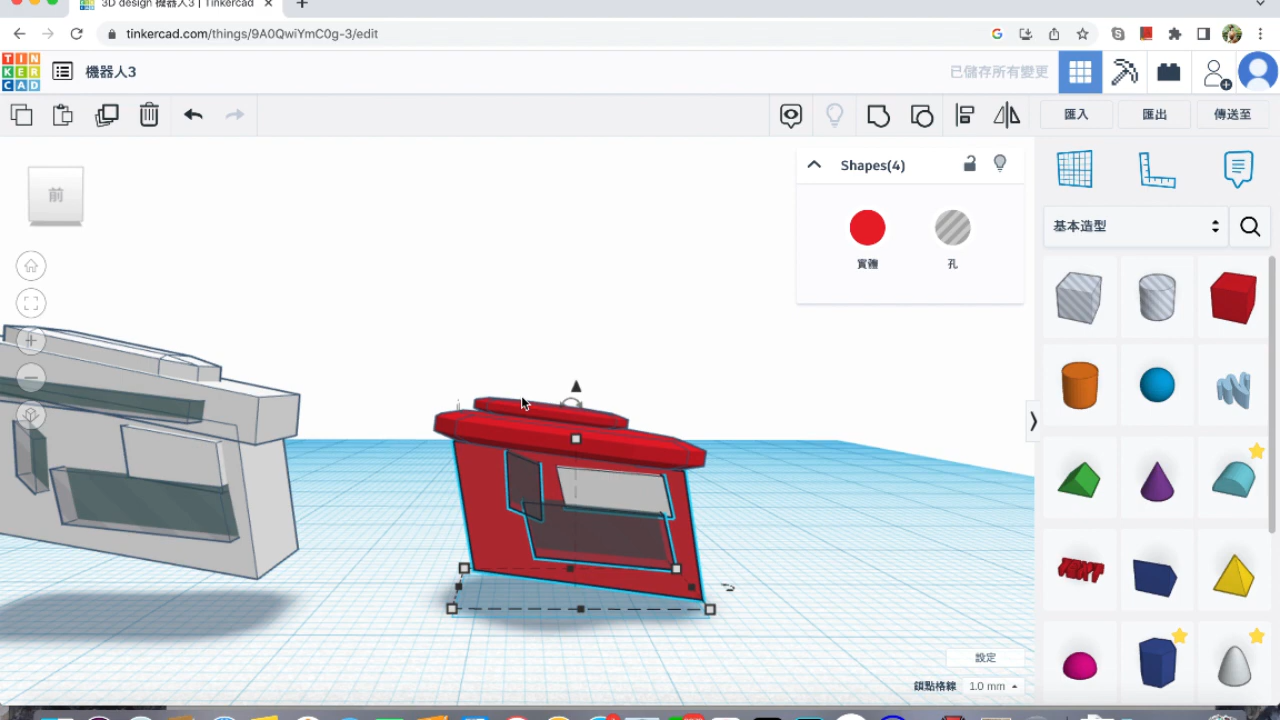 3D design 機器人3 | Tinkercad
tinkercad.com/things/9A0QwiYmC0g-3/edit
TIN
KER
CAD
機器人3
已儲存所有變更
匯入
匯出
傳送至
前
Shapes(4)
實體
孔
基本造型
TEXT
設定
鎖點格線
1.0 mm